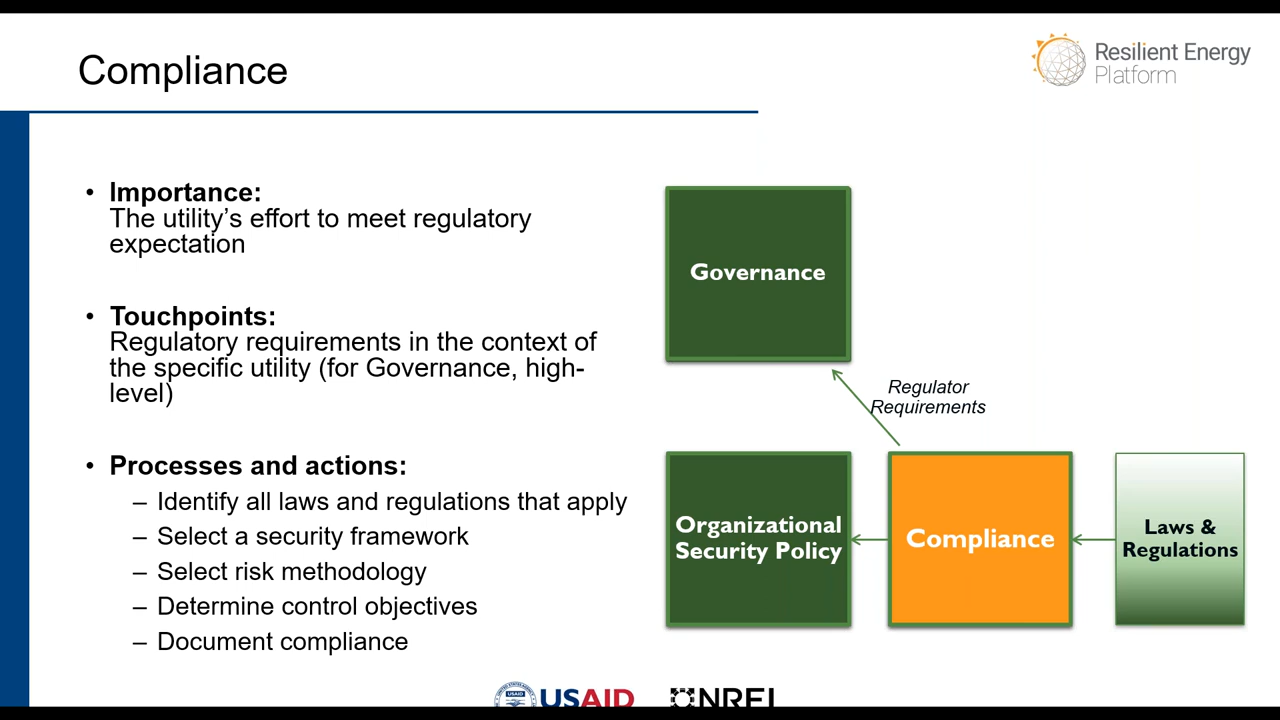 Compliance
Resilient Energy
Platform
• Importance:
The utility’s effort to meet regulatory
expectation
• Touchpoints:
Regulatory requirements in the context of
the specific utility (for Governance, high-
level)
• Processes and actions:
– Identify all laws and regulations that apply
– Select a security framework
– Select risk methodology
– Determine control objectives
– Document compliance
Governance
Regulator
Requirements
Organizational
Security Policy
Compliance
Laws &
Regulations
USAID
NREL